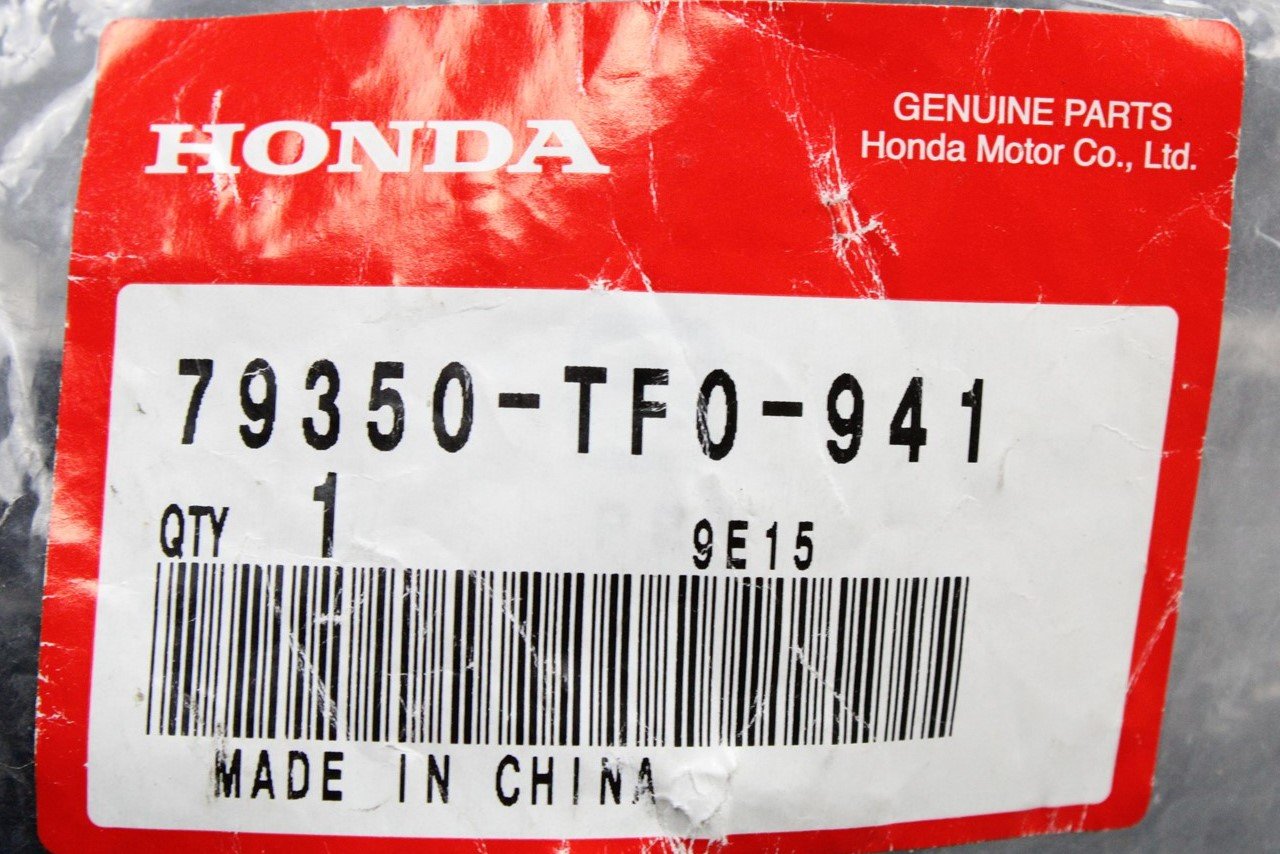 HONDA
GENUINE PARTS
Honda Motor Co., Ltd.
79350-TF0-941
QTY 1 9E15
MADE IN CHINA